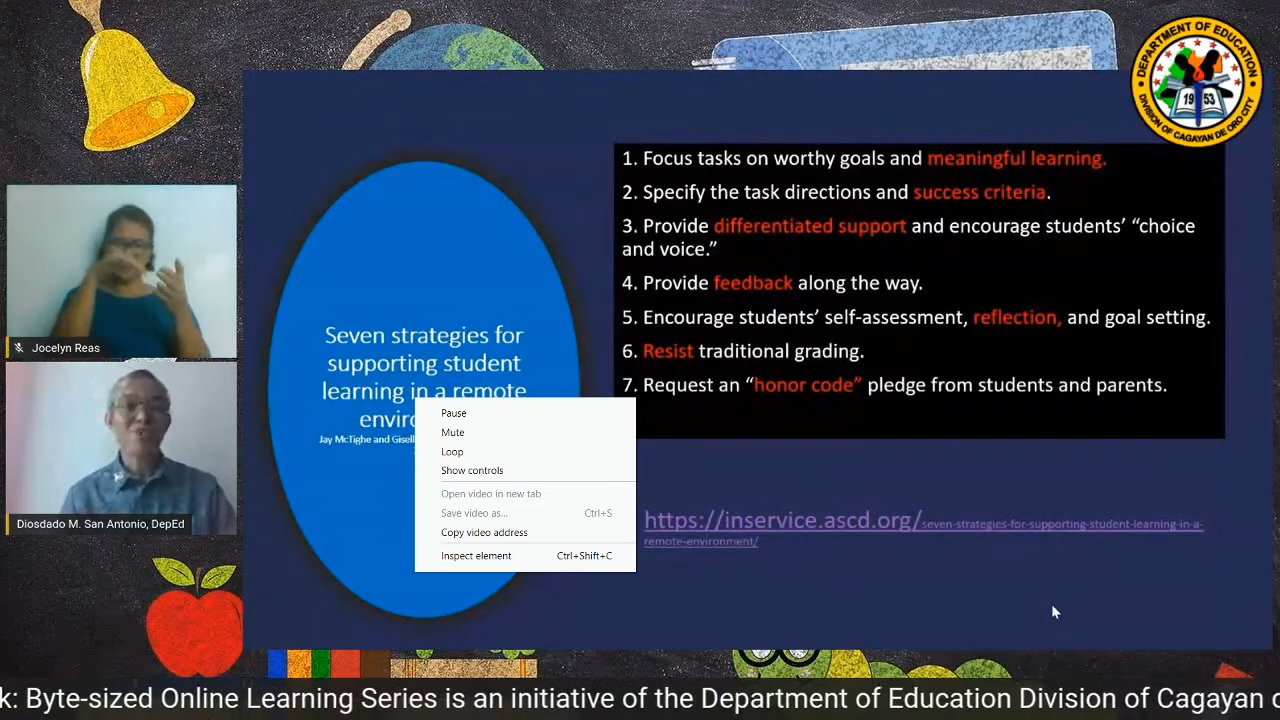 DEPARTMENT OF EDUCATION
19 53
DIVISION OF CAGAYAN DE ORO CITY
1. Focus tasks on worthy goals and meaningful learning.
2. Specify the task directions and success criteria.
3. Provide differentiated support and encourage students’ “choice
and voice.”
4. Provide feedback along the way.
5. Encourage students’ self-assessment, reflection, and goal setting.
6. Resist traditional grading.
7. Request an “honor code” pledge from students and parents.
Seven strategies for
supporting student
learning in a remote
Jay McTighe and
Jocelyn Reas
Diosdado M. San Antonio, DepEd
Pause
Mute
Loop
Show controls
Open video in new tab
Save video as... Ctrl+S
Copy video address
Inspect element Ctrl+Shift+C
https://inservice.ascd.org/seven-strategies-for-supporting-student-learning-in-a-
remote-environment/
k: Byte-sized Online Learning Series is an initiative of the Department of Education Division of Cagayan